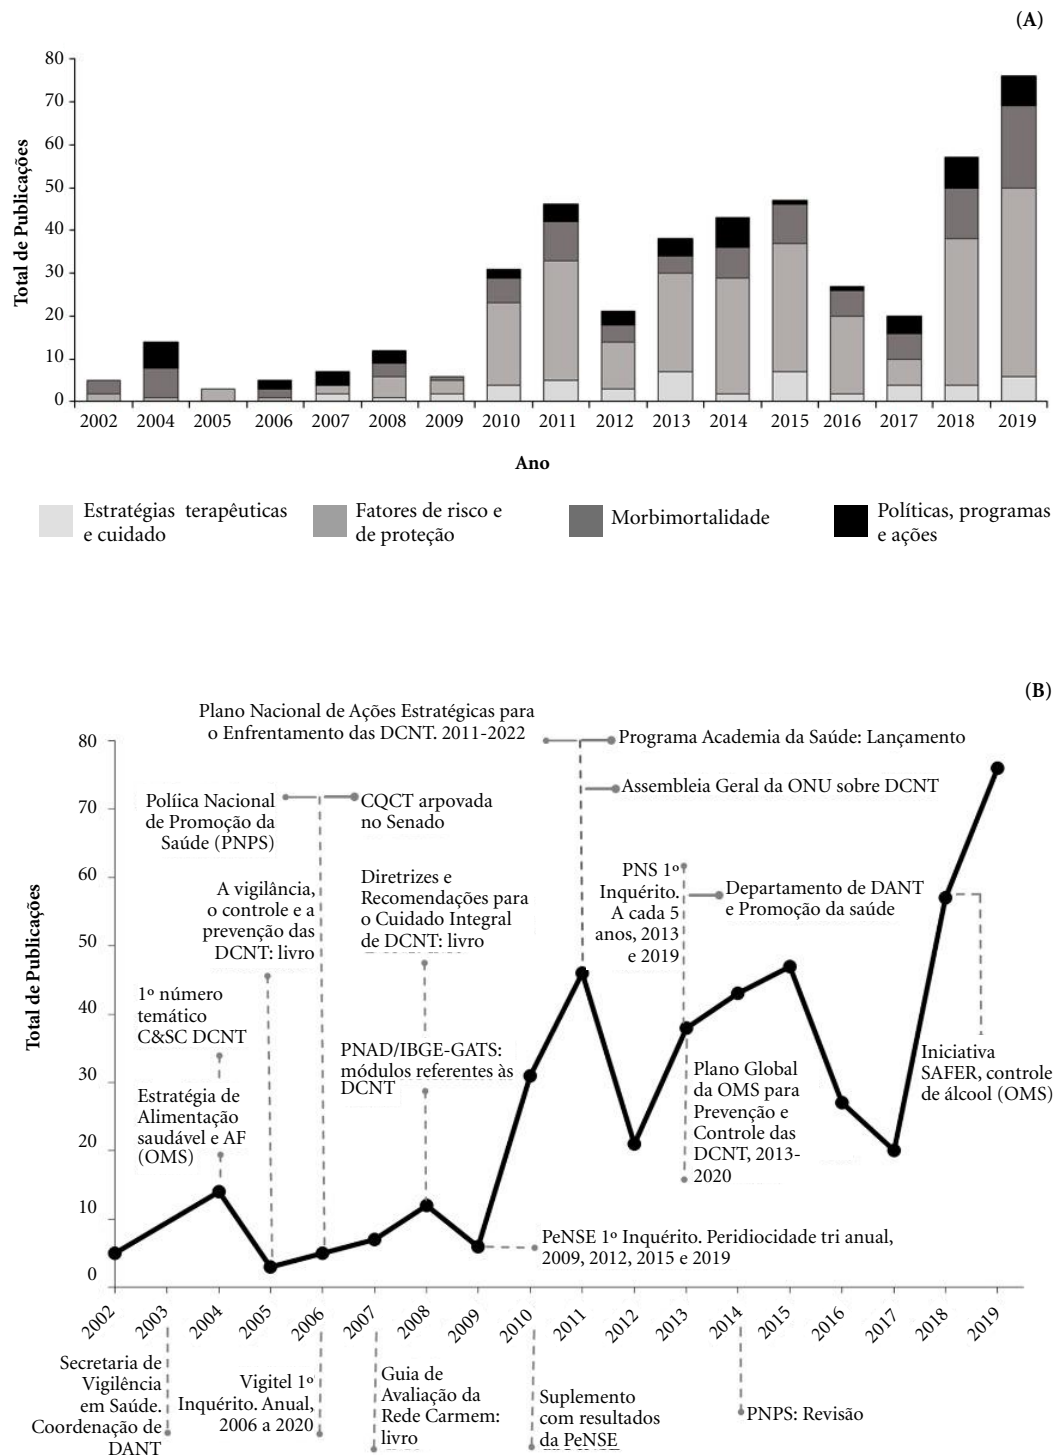 (A)
Total de Publicações
80
70
60
50
40
30
20
10
0
2002 2004 2005 2006 2007 2008 2009 2010 2011 2012 2013 2014 2015 2016 2017 2018 2019
Ano
Estratégias terapêuticas
e cuidado
Fatores de risco e
de proteção
Morbimortalidade
Políticas, programas
e ações
(B)
Total de Publicações
80
70
60
50
40
30
20
10
0
Plano Nacional de Ações Estratégicas para
o Enfrentamento das DCNT. 2011-2022
Programa Academia da Saúde: Lançamento
Assembleia Geral da ONU sobre DCNT
Políica Nacional
de Promoção da
Saúde (PNPS)
CQCT arpovada
no Senado
A vigilância,
o controle e a
prevenção das
DCNT: livro
Diretrizes e
Recomendações para
o Cuidado Integral
de DCNT: livro
PNS 1º
Inquérito.
A cada 5
anos, 2013
e 2019
Departamento de DANT
e Promoção da saúde
1º número
temático
C&SC DCNT
Estratégia de
Alimentação
saudável e AF
(OMS)
PNAD/IBGE-GATS:
módulos referentes às
DCNT
Plano Global
da OMS para
Prevenção e
Controle das
DCNT, 2013-
2020
Iniciativa
SAFER, controle
de álcool (OMS)
PeNSE 1º Inquérito. Peridiocidade tri anual,
2009, 2012, 2015 e 2019
2002 2003 2004 2005 2006 2007 2008 2009 2010 2011 2012 2013 2014 2015 2016 2017 2018 2019
Secretaria de
Vigilência
em Saúde.
Coordenação de
DANT
Vigitel 1º
Inquérito. Anual,
2006 a 2020
Guia de
Avaliação da
Rede Carmem:
livro
Suplemento
com resultados
da PeNSE
PNPS: Revisão